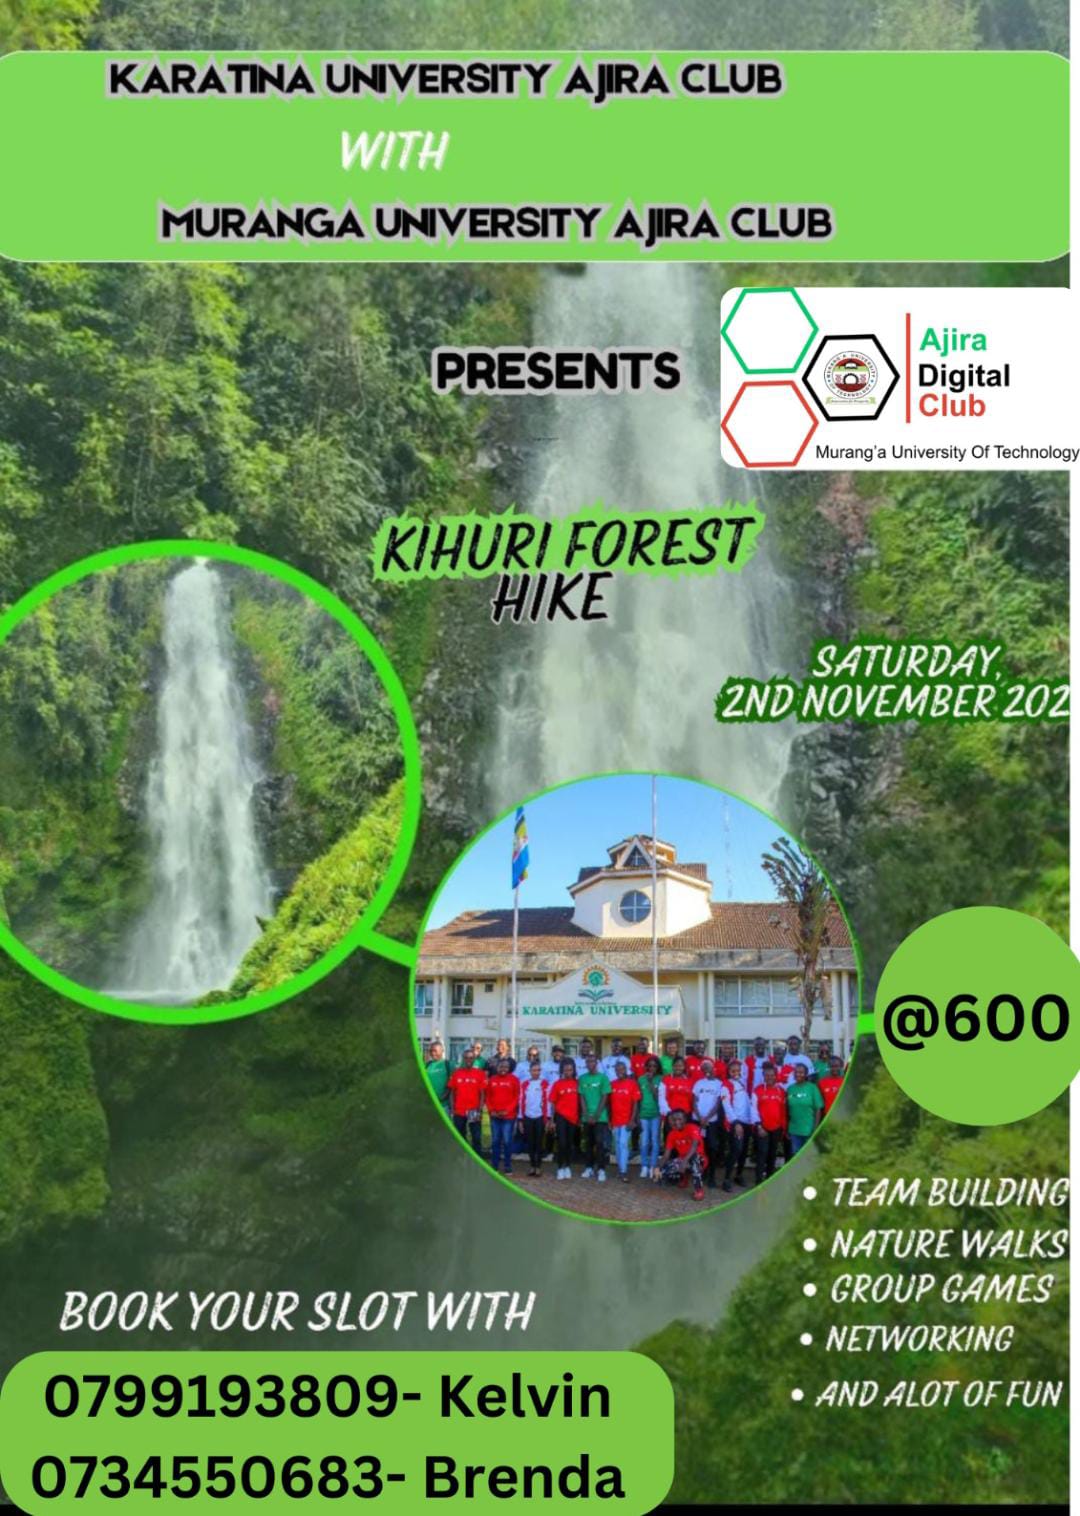 KARATINA UNIVERSITY AJIRA CLUB
WITH
MURANGA UNIVERSITY AJIRA CLUB
PRESENTS
Ajira
Digital
Club
Murang'a University Of Technology
KIHURI FOREST
HIKE
SATURDAY,
2ND NOVEMBER 202
KARATINA UNIVERSITY
@600
• TEAM BUILDING
• NATURE WALKS
• GROUP GAMES
• NETWORKING
• AND ALOT OF FUN
BOOK YOUR SLOT WITH
0799193809- Kelvin
0734550683- Brenda